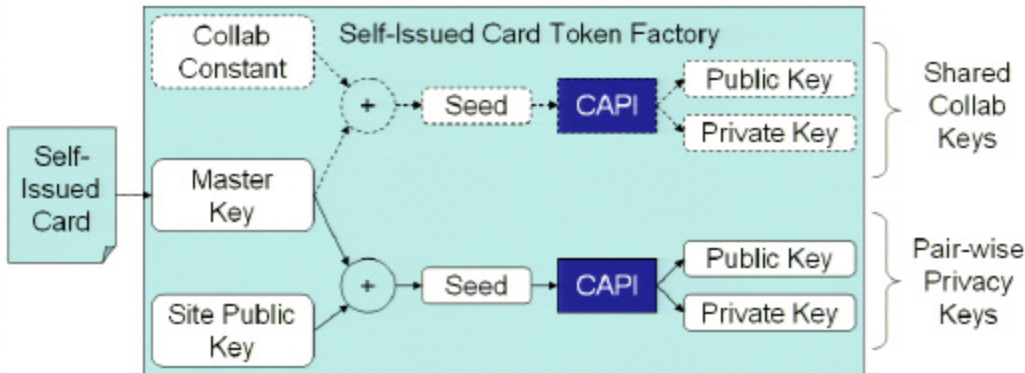 Self-Issued Card Token Factory
Collab
Constant
+
Seed
CAPI
Public Key
Private Key
Shared
Collab
Keys
Self-
Issued
Card
Master
Key
Site Public
Key
+
Seed
CAPI
Public Key
Private Key
Pair-wise
Privacy
Keys